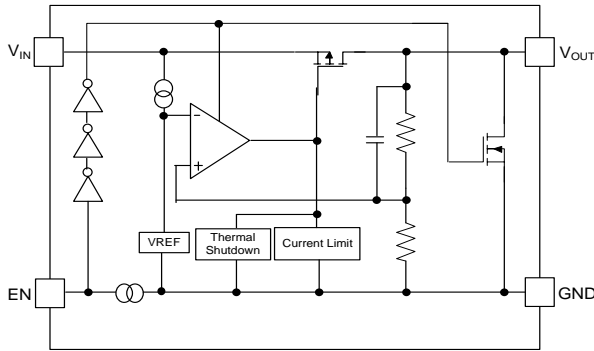 VIN
VOUT
VREF
Thermal
Shutdown
Current Limit
EN
GND